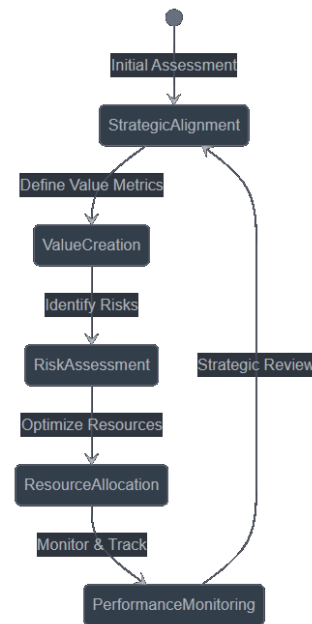 Initial Assessment
StrategicAlignment
Define Value Metrics
ValueCreation
Identify Risks
RiskAssessment
Strategic Review
Optimize Resources
ResourceAllocation
Monitor & Track
PerformanceMonitoring